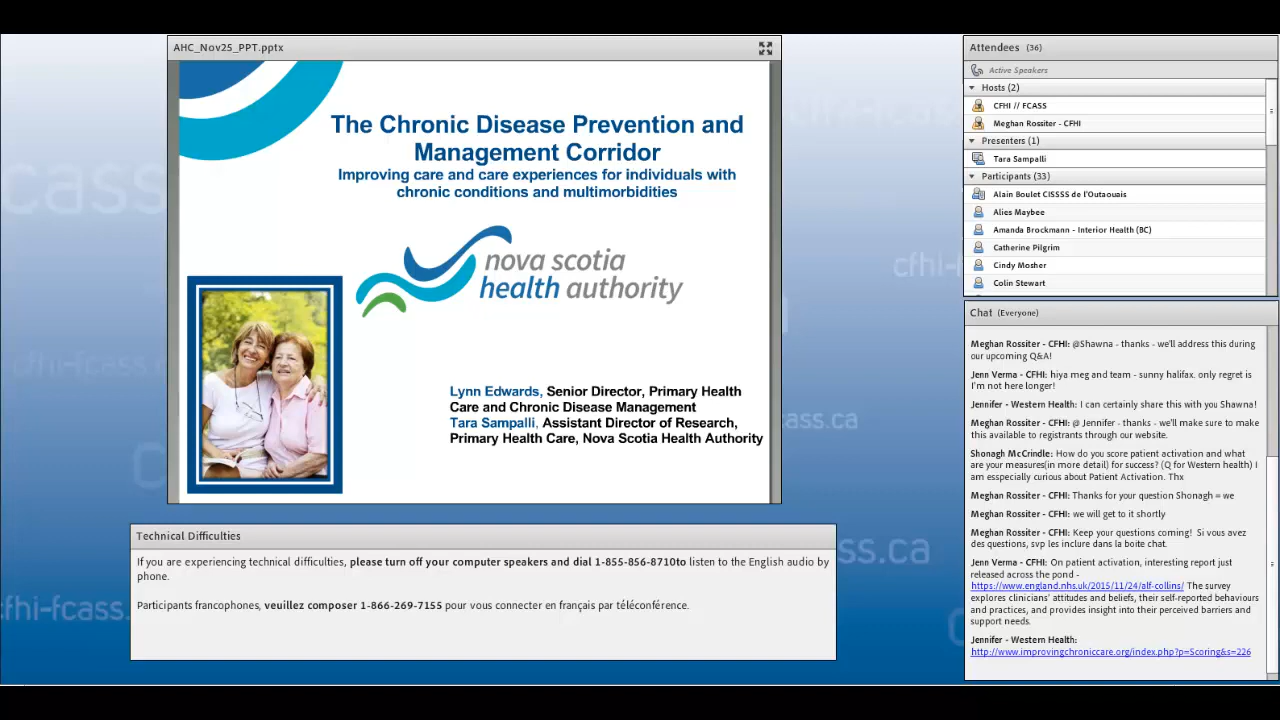 AHC_Nov25_PPT.pptx
The Chronic Disease Prevention and
Management Corridor
Improving care and care experiences for individuals with
chronic conditions and multimorbidities
nova scotia
health authority
Lynn Edwards, Senior Director, Primary Health
Care and Chronic Disease Management
Tara Sampalli, Assistant Director of Research,
Primary Health Care, Nova Scotia Health Authority
Technical Difficulties
If you are experiencing technical difficulties, please turn off your computer speakers and dial 1-855-856-8710to listen to the English audio by
phone.
Participants francophones, veuillez composer 1-866-269-7155 pour vous connecter en français par téléconférence.
Attendees (36)
Active Speakers
Hosts (2)
CFHI // FCASS
Meghan Rossiter - CFHI
Presenters (1)
Tara Sampalli
Participants (33)
Alain Boulet CISSSS de l'Outaouais
Alies Maybee
Amanda Brockmann - Interior Health (BC)
Catherine Pilgrim
Cindy Mosher
Colin Stewart
Chat (Everyone)
Meghan Rossiter - CFHI: @Shawna - thanks - we'll address this during
our upcoming Q&A!
Jenn Verma - CFHI: hiya meg and team - sunny halifax. only regret is
I'm not here longer!
Jennifer - Western Health: I can certainly share this with you Shawna!
Meghan Rossiter - CFHI: @ Jennifer - thanks - we'll make sure to make
this available to registrants through our website.
Shonagh McCrindle: How do you score patient activation and what
are your measures(in more detail) for success? (Q for Western health) I
am esspecially curious about Patient Activation. Thx
Meghan Rossiter - CFHI: Thanks for your question Shonagh = we
Meghan Rossiter - CFHI: we will get to it shortly
Meghan Rossiter - CFHI: Keep your questions coming! Si vous avez
des questions, svp les inclure dans la boite chat.
Jenn Verma - CFHI: On patient activation, interesting report just
released across the pond -
https://www.england.nhs.uk/2015/11/24/alf-collins/ The survey
explores clinicians' attitudes and beliefs, their self-reported behaviours
and practices, and provides insight into their perceived barriers and
support needs.
Jennifer - Western Health:
http://www.improvingchroniccare.org/index.php?p=Scoring&s=226
cass
cfhi-fcass
cfhi-f
ss.ca
ss.ca
cfhi-fcass.